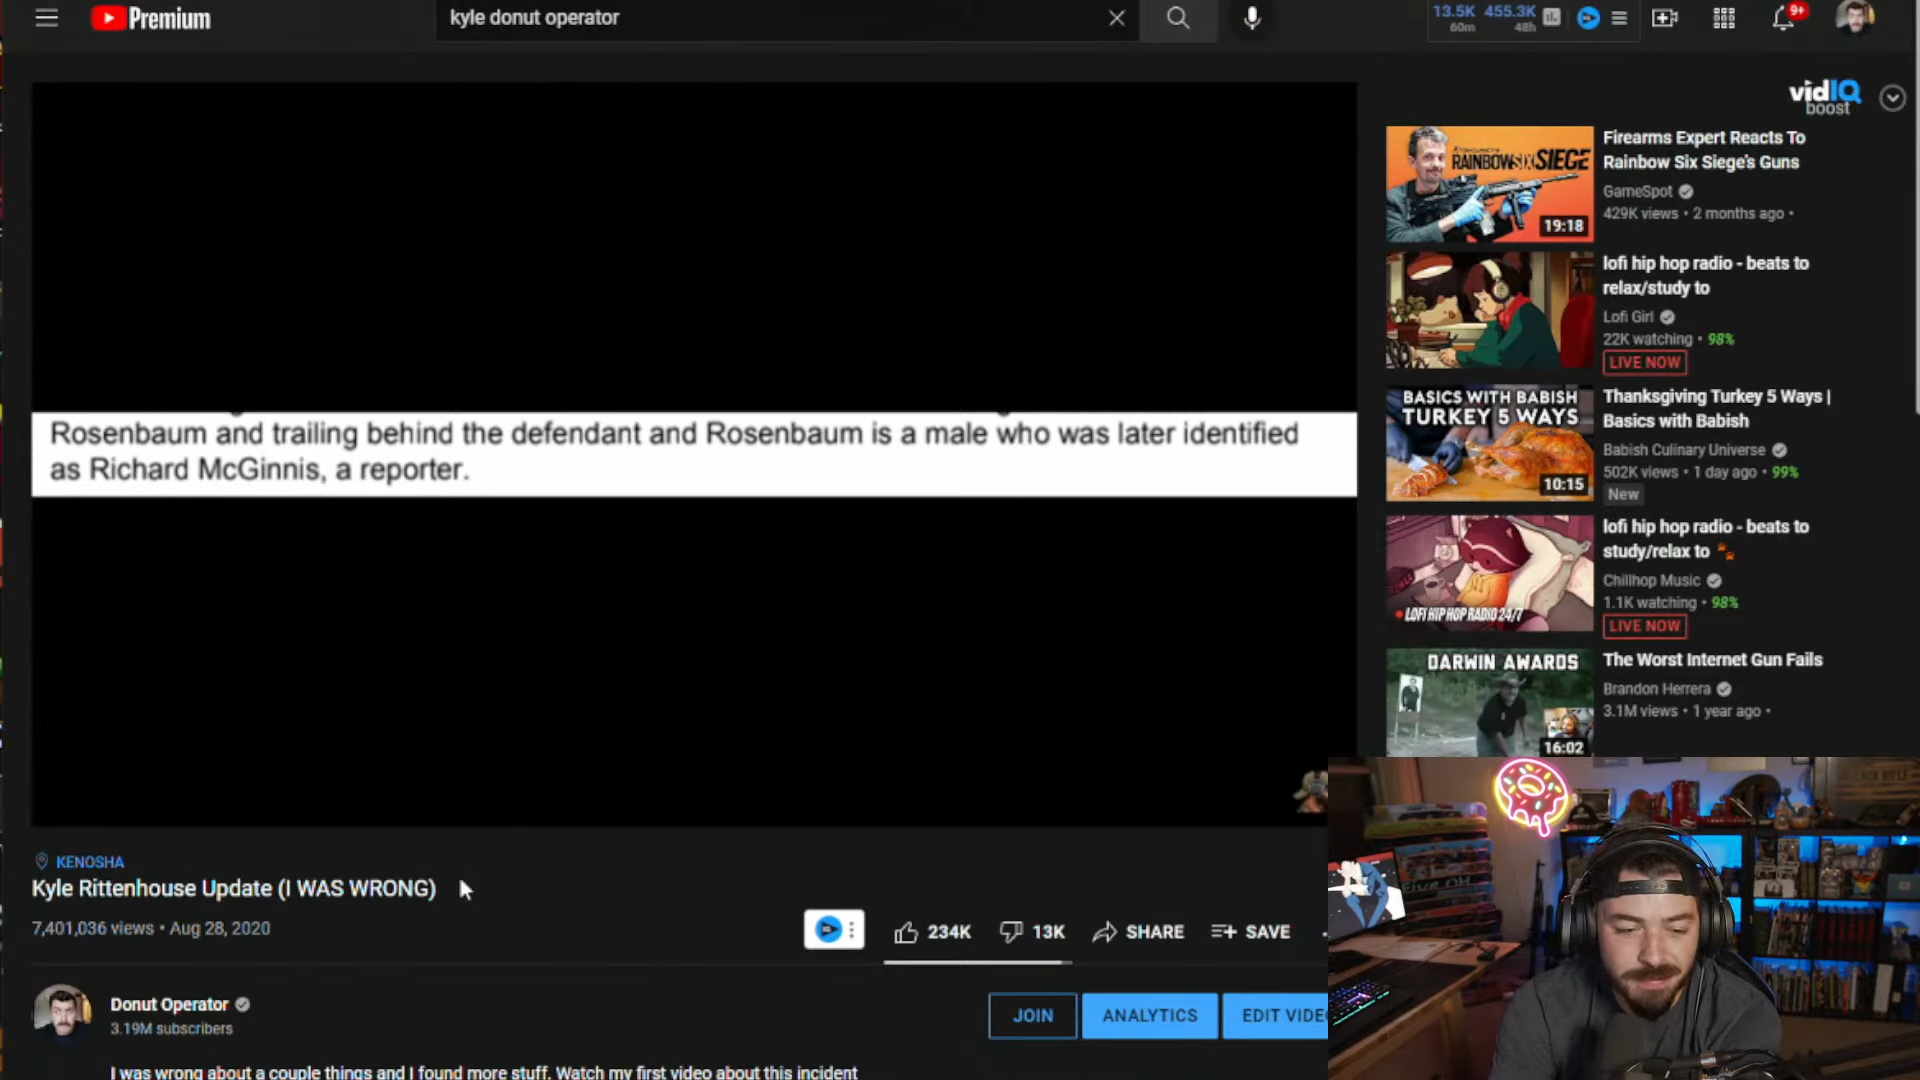 Premium
kyle donut operator
13.5K 455.3K
60m 48h
9+
vidIQ
boost
Rosenbaum and trailing behind the defendant and Rosenbaum is a male who was later identified
as Richard McGinnis, a reporter.
KENOSHA
Kyle Rittenhouse Update (I WAS WRONG)
7,401,036 views • Aug 28, 2020
234K 13K SHARE SAVE
Donut Operator
3.19M subscribers
JOIN ANALYTICS EDIT VIDEO
I was wrong about a couple things and I found more stuff. Watch my first video about this incident
RAINBOWSIX SIEGE
19:18
Firearms Expert Reacts To
Rainbow Six Siege's Guns
GameSpot
429K views • 2 months ago •
lofi hip hop radio - beats to
relax/study to
Lofi Girl
22K watching • 98%
LIVE NOW
BASICS WITH BABISH
TURKEY 5 WAYS
10:15
Thanksgiving Turkey 5 Ways |
Basics with Babish
Babish Culinary Universe
502K views • 1 day ago • 99%
New
LOFI HIP HOP RADIO 24/7
lofi hip hop radio - beats to
study/relax to
Chillhop Music
1.1K watching • 98%
LIVE NOW
DARWIN AWARDS
16:02
The Worst Internet Gun Fails
Brandon Herrera
3.1M views • 1 year ago •